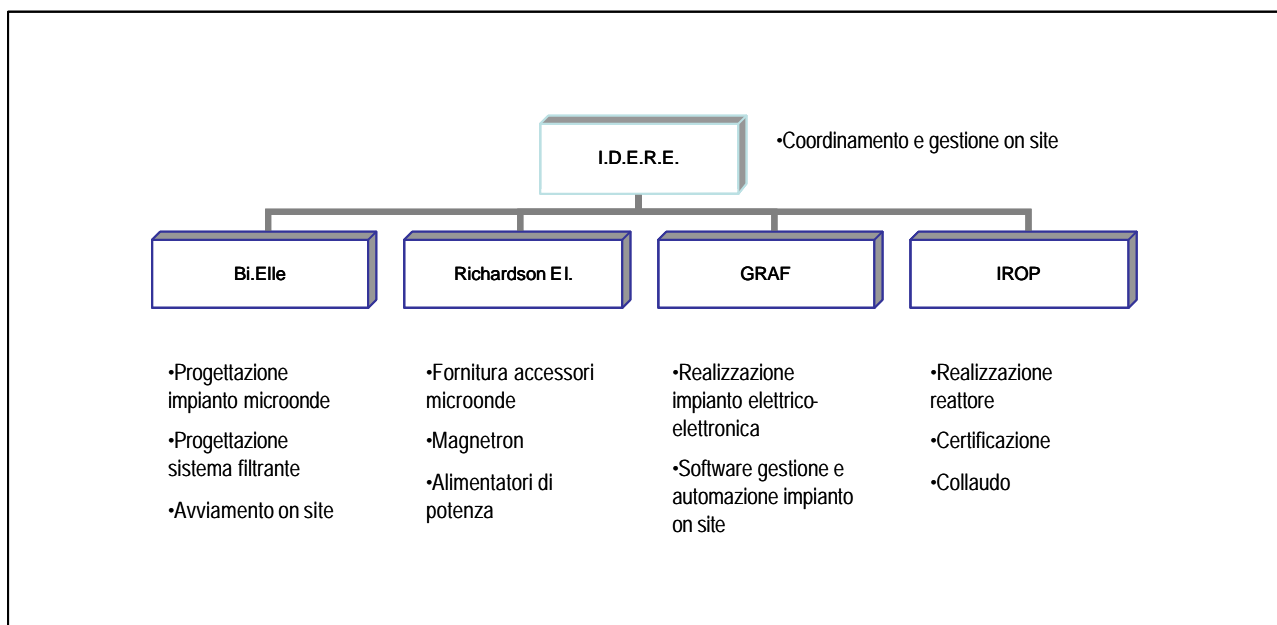 I.D.E.R.E.
•Coordinamento e gestione on site
Bi.Elle
•Progettazione
impianto microonde
•Progettazione
sistema filtrante
•Avviamento on site
Richardson El.
•Fornitura accessori
microonde
•Magnetron
•Alimentatori di
potenza
GRAF
•Realizzazione
impianto elettrico-
elettronica
•Software gestione e
automazione impianto
on site
IROP
•Realizzazione
reattore
•Certificazione
•Collaudo